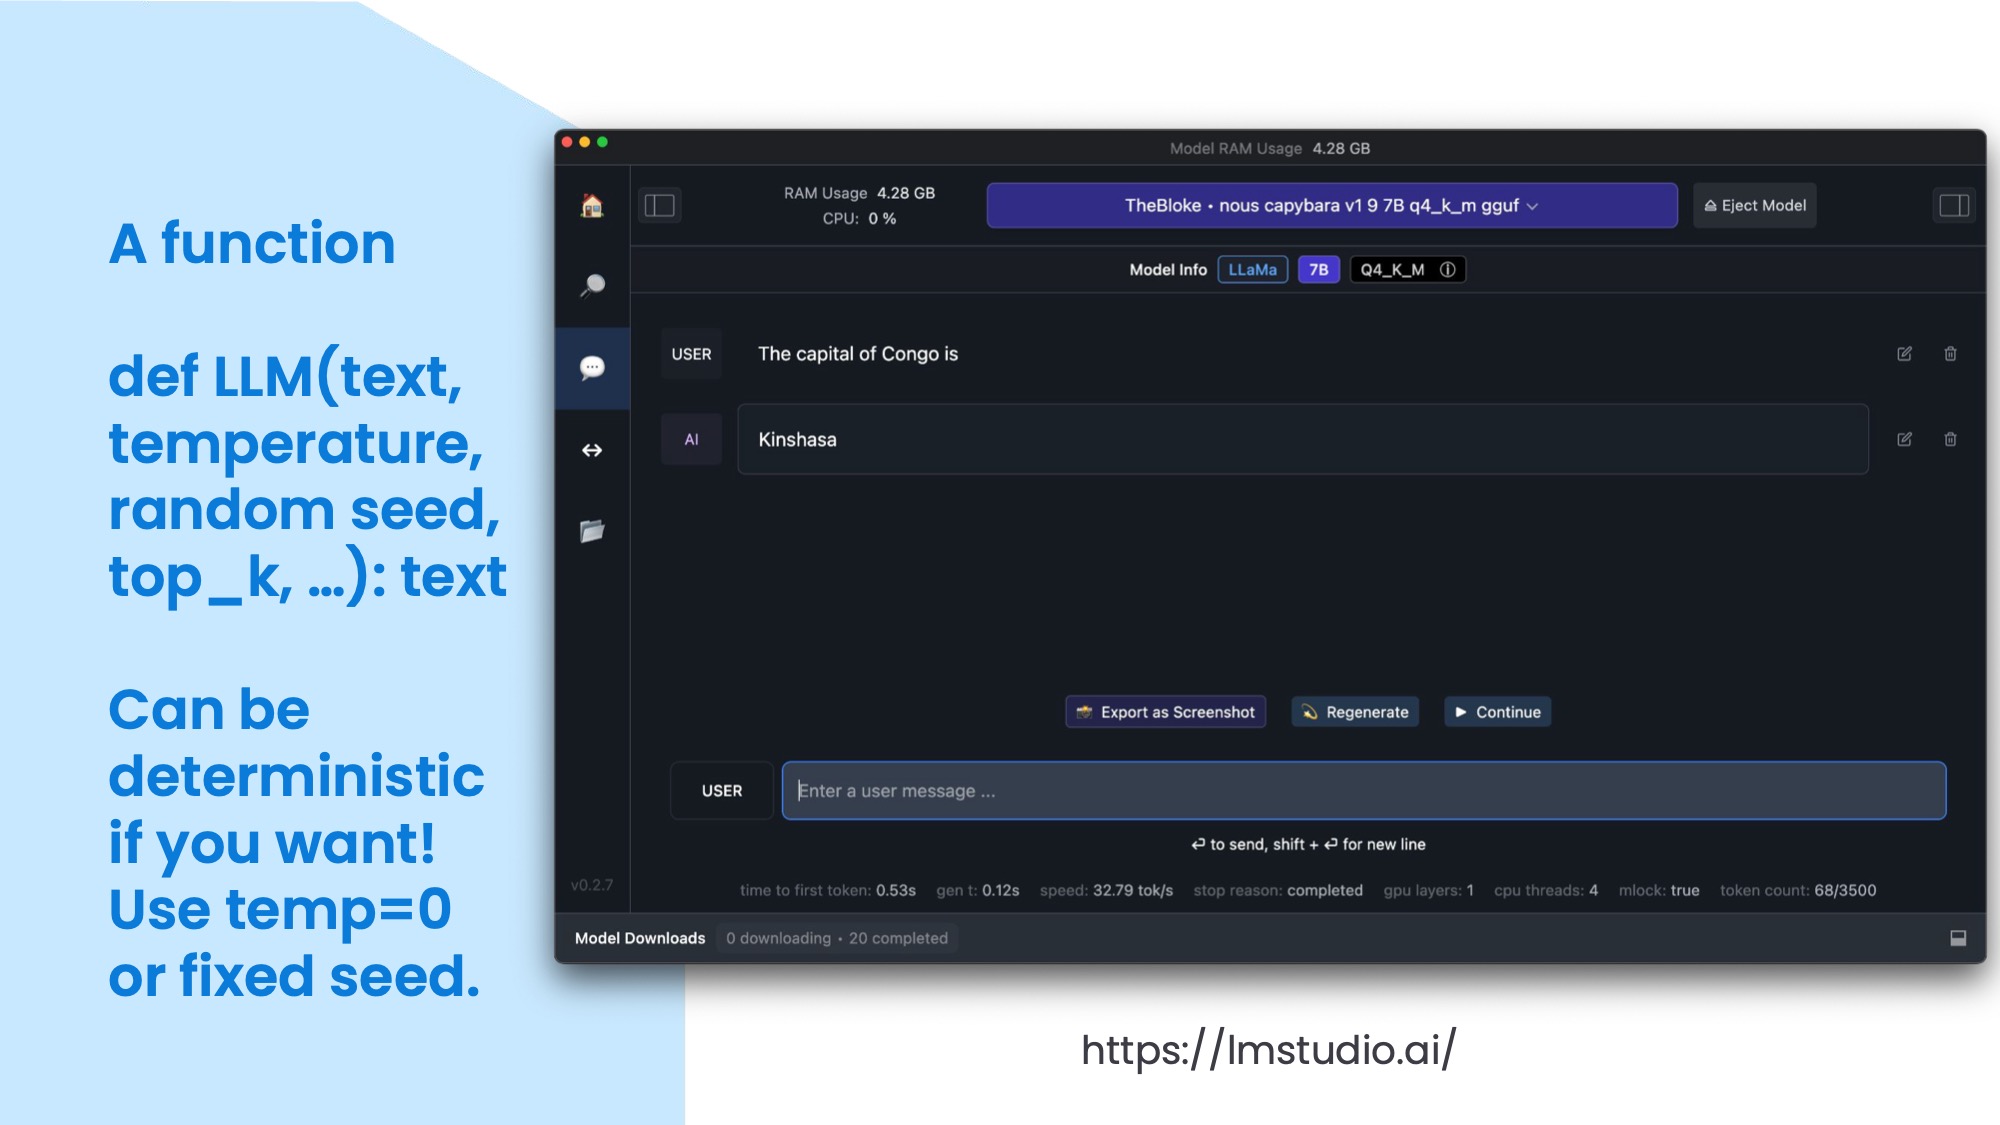 A function
def LLM(text,
temperature,
random seed,
top_k, …): text
Can be
deterministic
if you want!
Use temp=0
or fixed seed.
Model RAM Usage 4.28 GB
RAM Usage 4.28 GB
CPU: 0 %
TheBloke • nous capybara v1 9 7B q4_k_m gguf
Eject Model
Model Info LLaMa 7B Q4_K_M
USER The capital of Congo is
AI Kinshasa
Export as Screenshot Regenerate Continue
USER Enter a user message ...
⏎ to send, shift + ⏎ for new line
v0.2.7
time to first token: 0.53s gen t: 0.12s speed: 32.79 tok/s stop reason: completed gpu layers: 1 cpu threads: 4 mlock: true token count: 68/3500
Model Downloads 0 downloading • 20 completed
https://lmstudio.ai/